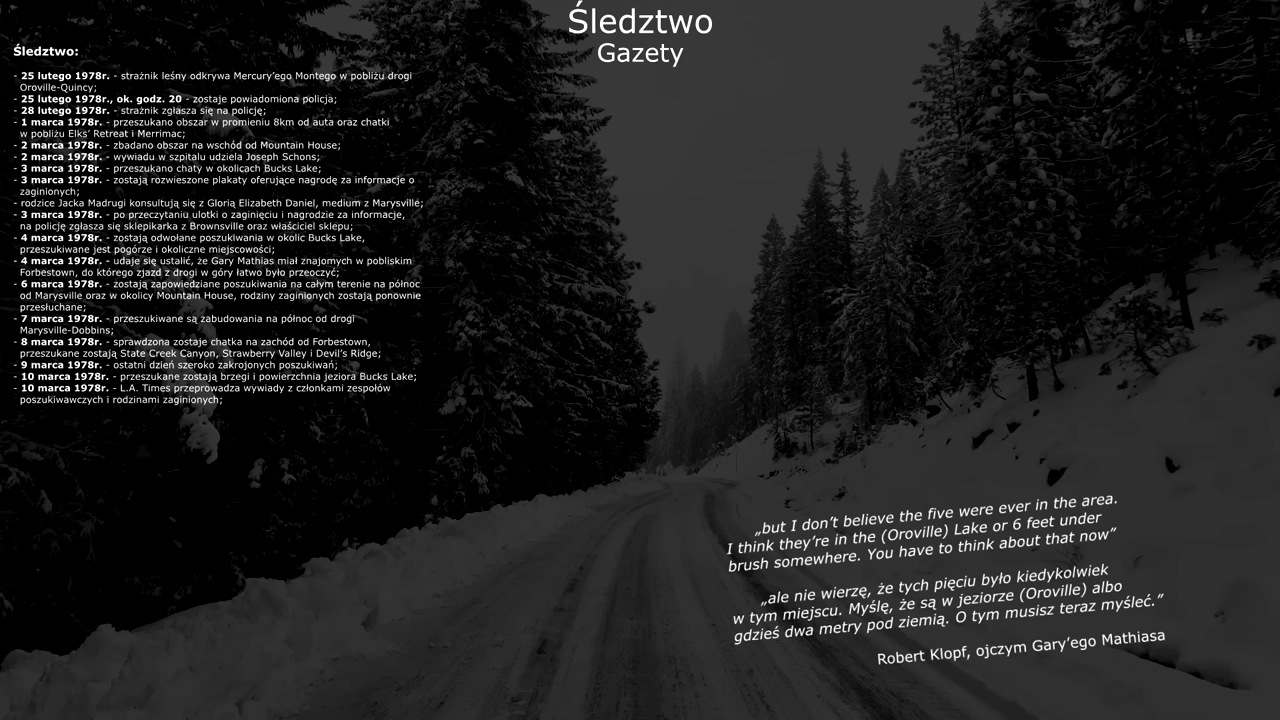 Śledztwo
Gazety
Śledztwo:
- 25 lutego 1978r. - strażnik leśny odkrywa Mercury'ego Montego w pobliżu drogi
Oroville-Quincy;
- 25 lutego 1978r., ok. godz. 20 - zostaje powiadomiona policja;
- 28 lutego 1978r. - strażnik zgłasza się na policję;
- 1 marca 1978r. - przeszukano obszar w promieniu 8km od auta oraz chatki
w pobliżu Elks' Retreat i Merrimac;
- 2 marca 1978r. - zbadano obszar na wschód od Mountain House;
- 2 marca 1978r. - wywiadu w szpitalu udziela Joseph Schons;
- 3 marca 1978r. - przeszukano chaty w okolicach Bucks Lake;
- 3 marca 1978r. - zostają rozwieszone plakaty oferujące nagrodę za informacje o
zaginionych;
- rodzice Jacka Madrugi konsultują się z Glorią Elizabeth Daniel, medium z Marysville;
- 3 marca 1978r. - po przeczytaniu ulotki o zaginięciu i nagrodzie za informacje,
na policję zgłasza się sklepikarka z Brownsville oraz właściciel sklepu;
- 4 marca 1978r. - zostają odwołane poszukiwania w okolic Bucks Lake,
przeszukiwane jest pogórze i okoliczne miejscowości;
- 4 marca 1978r. - udaje się ustalić, że Gary Mathias miał znajomych w pobliskim
Forbestown, do którego zjazd z drogi w góry łatwo było przeoczyć;
- 6 marca 1978r. - zostają zapowiedziane poszukiwania na całym terenie na północ
od Marysville oraz w okolicy Mountain House, rodziny zaginionych zostają ponownie
przesłuchane;
- 7 marca 1978r. - przeszukiwane są zabudowania na północ od drogi
Marysville-Dobbins;
- 8 marca 1978r. - sprawdzona zostaje chatka na zachód od Forbestown,
przeszukane zostają State Creek Canyon, Strawberry Valley i Devil's Ridge;
- 9 marca 1978r. - ostatni dzień szeroko zakrojonych poszukiwań;
- 10 marca 1978r. - przeszukane zostają brzegi i powierzchnia jeziora Bucks Lake;
- 10 marca 1978r. - L.A. Times przeprowadza wywiady z członkami zespołów
poszukiwawczych i rodzinami zaginionych;
„but I don't believe the five were ever in the area.
I think they're in the (Oroville) Lake or 6 feet under
brush somewhere. You have to think about that now”
„ale nie wierzę, że tych pięciu było kiedykolwiek
w tym miejscu. Myślę, że są w jeziorze (Oroville) albo
gdzieś dwa metry pod ziemią. O tym musisz teraz myśleć.”
Robert Klopf, ojczym Gary'ego Mathiasa